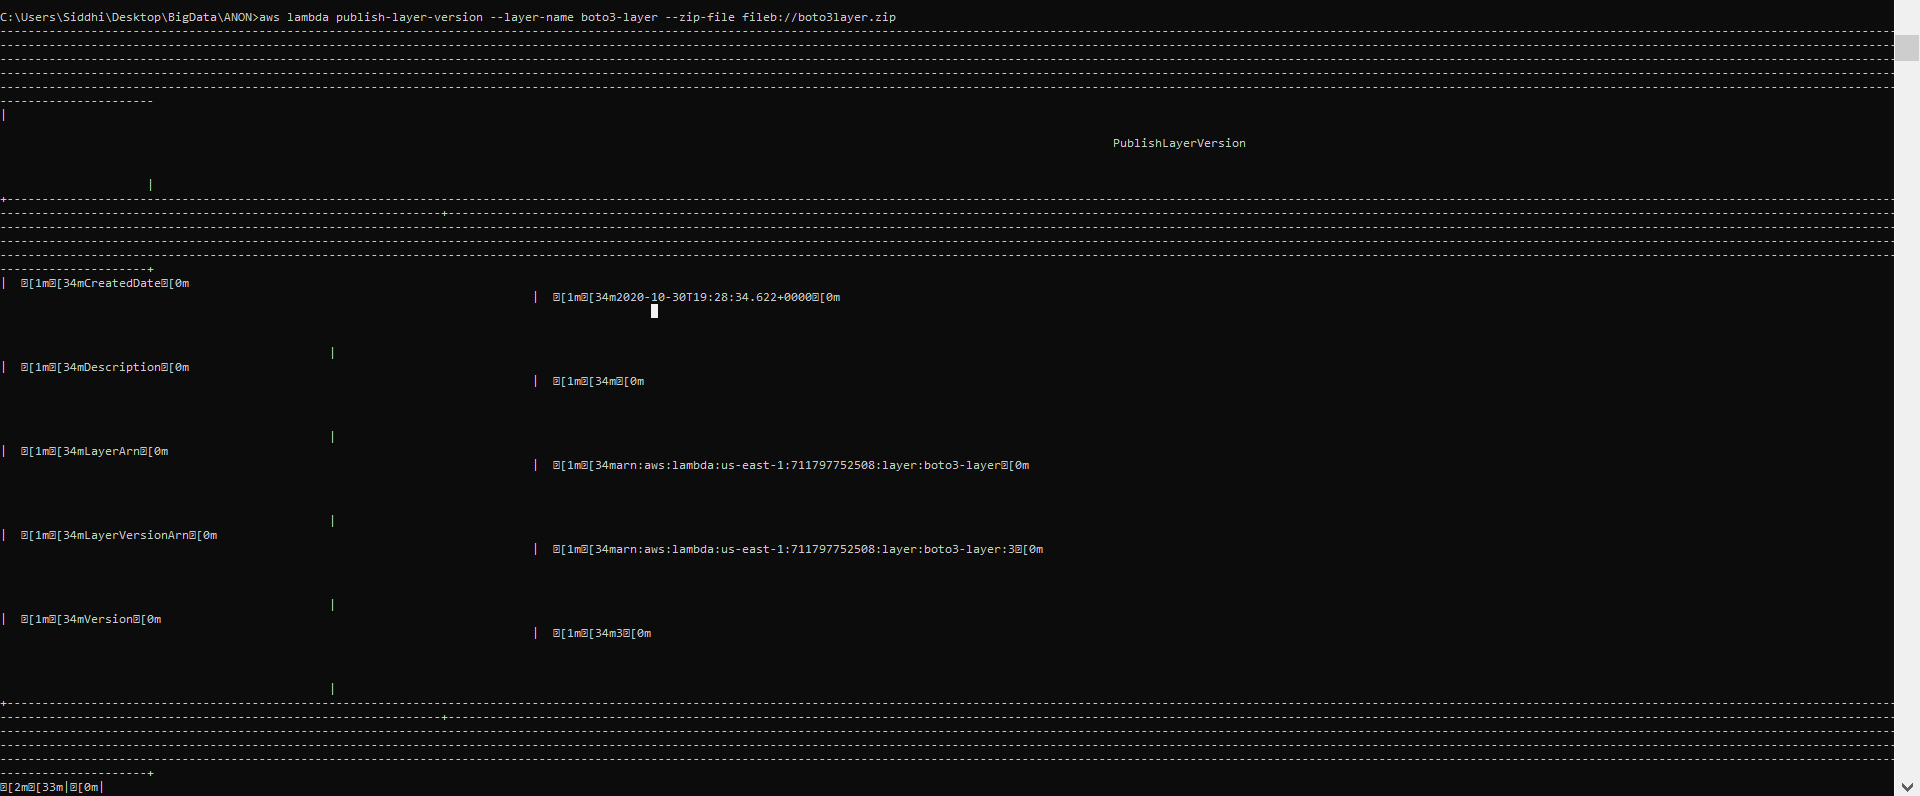 C:\Users\Siddhi\Desktop\BigData\ANON>aws lambda publish-layer-version --layer-name boto3-layer --zip-file fileb://boto3layer.zip
PublishLayerVersion
| ⍰[1m⍰[34mCreatedDate⍰[0m
| ⍰[1m⍰[34m2020-10-30T19:28:34.622+0000⍰[0m
| ⍰[1m⍰[34mDescription⍰[0m
| ⍰[1m⍰[34m⍰[0m
| ⍰[1m⍰[34mLayerArn⍰[0m
| ⍰[1m⍰[34marn:aws:lambda:us-east-1:711797752508:layer:boto3-layer⍰[0m
| ⍰[1m⍰[34mLayerVersionArn⍰[0m
| ⍰[1m⍰[34marn:aws:lambda:us-east-1:711797752508:layer:boto3-layer:3⍰[0m
| ⍰[1m⍰[34mVersion⍰[0m
| ⍰[1m⍰[34m3⍰[0m
⍰[2m⍰[33m|⍰[0m|